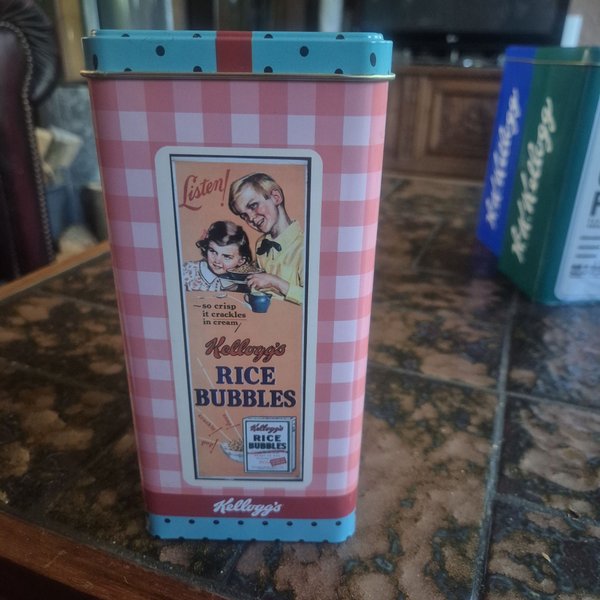 Listen!
—so crisp
it crackles
in cream
Kellogg's
RICE
BUBBLES
Kellogg's
RICE
BUBBLES
Kellogg's
Kellogg
Kellogg